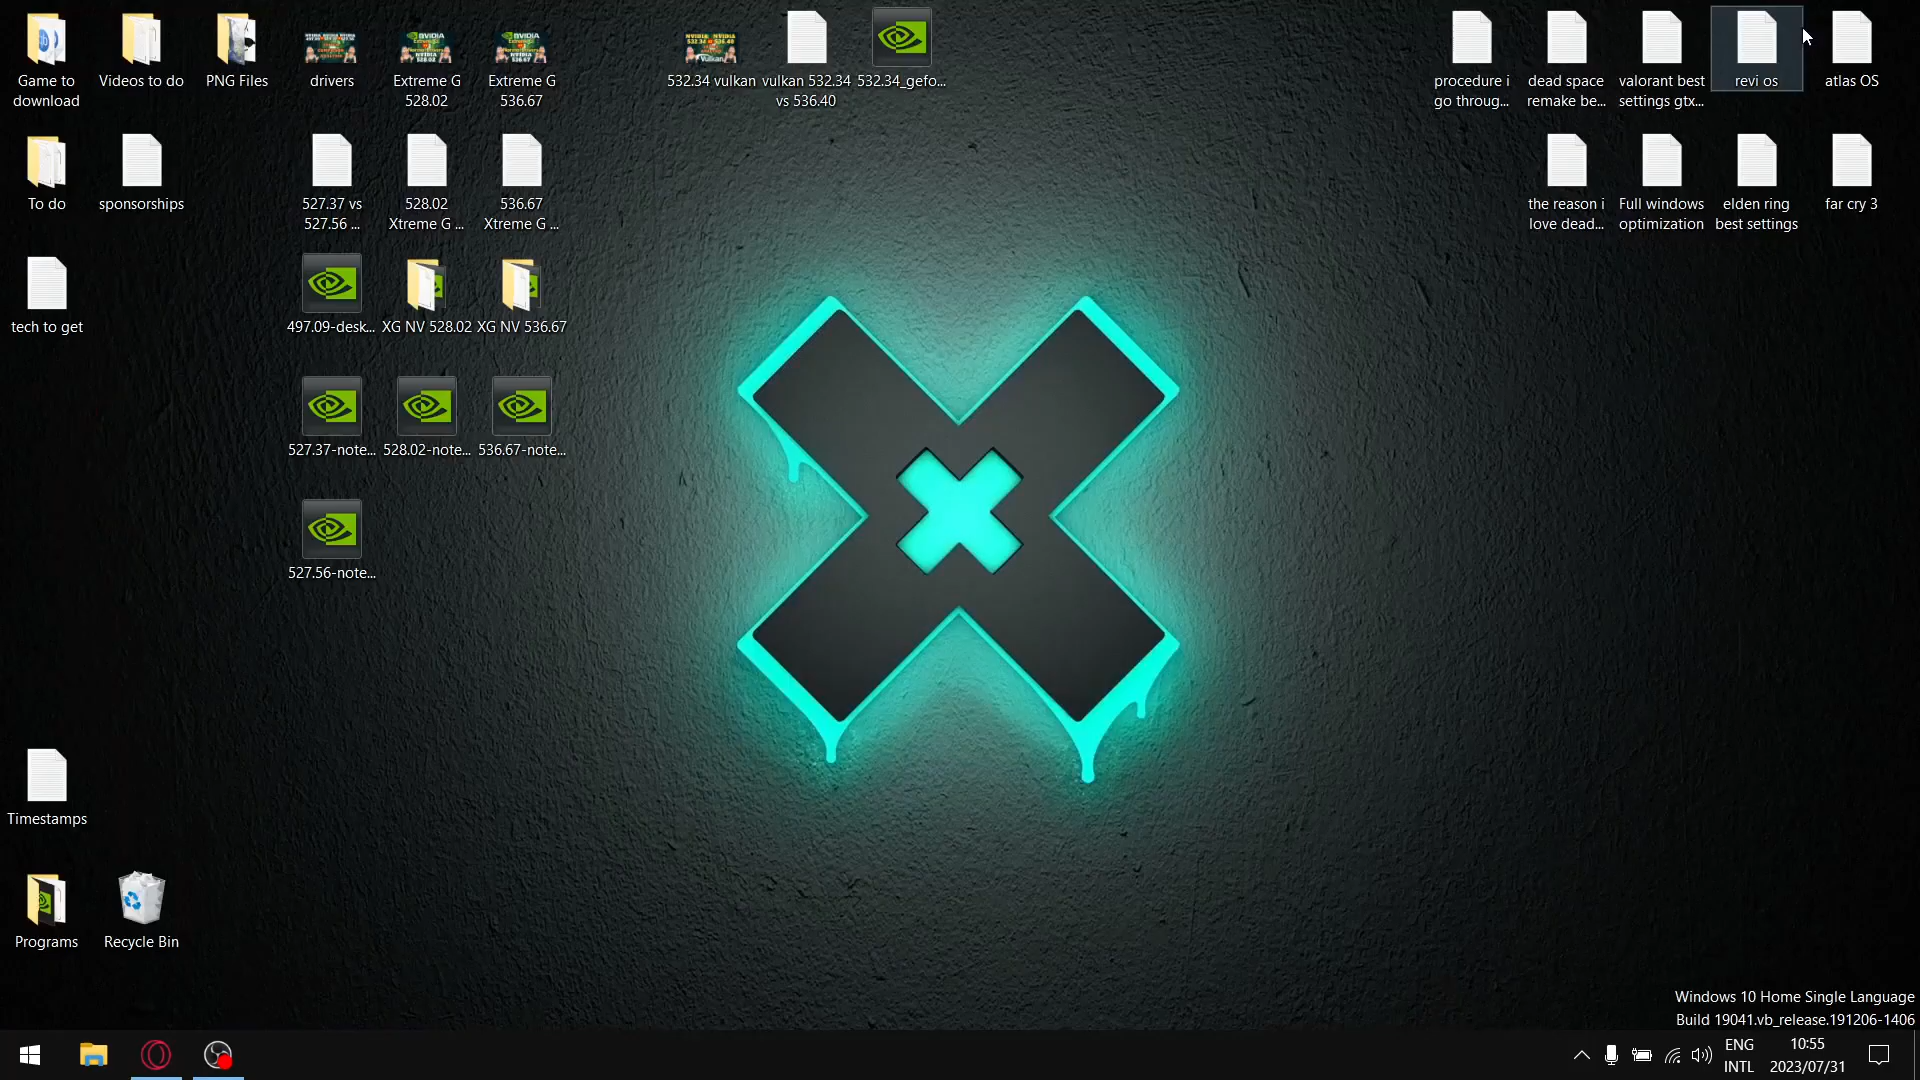 Game to
download
Videos to do
PNG Files
drivers
Extreme G
528.02
Extreme G
536.67
532.34 vulkan
vulkan 532.34
vs 536.40
532.34_gefo...
procedure i
go throug...
dead space
remake be...
valorant best
settings gtx...
revi os
atlas OS
To do
sponsorships
527.37 vs
527.56 ...
528.02
Xtreme G ...
536.67
Xtreme G ...
the reason i
love dead...
Full windows
optimization
elden ring
best settings
far cry 3
tech to get
497.09-desk...
XG NV 528.02
XG NV 536.67
527.37-note...
528.02-note...
536.67-note...
527.56-note...
Timestamps
Programs
Recycle Bin
Windows 10 Home Single Language
Build 19041.vb_release.191206-1406
ENG
INTL
10:55
2023/07/31